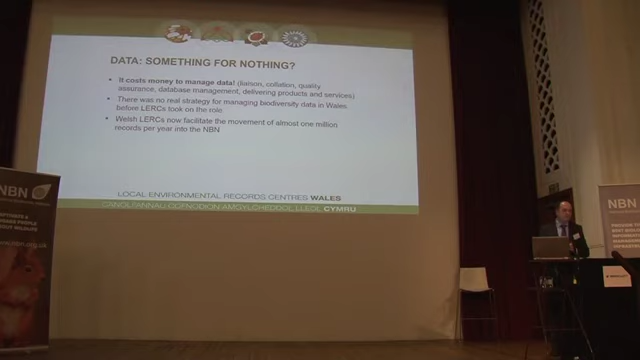 DATA: SOMETHING FOR NOTHING?
• It costs money to manage data! (liaison, collation, quality
assurance, database management, delivering products and services)
• There was no real strategy for managing biodiversity data in Wales
before LERCs took on the role
• Welsh LERCs now facilitate the movement of almost one million
records per year into the NBN
LOCAL ENVIRONMENTAL RECORDS CENTRES WALES
CANOLFANNAU COFNODION AMGYLCHEDDOL LLEOL CYMRU
NBN
NBN